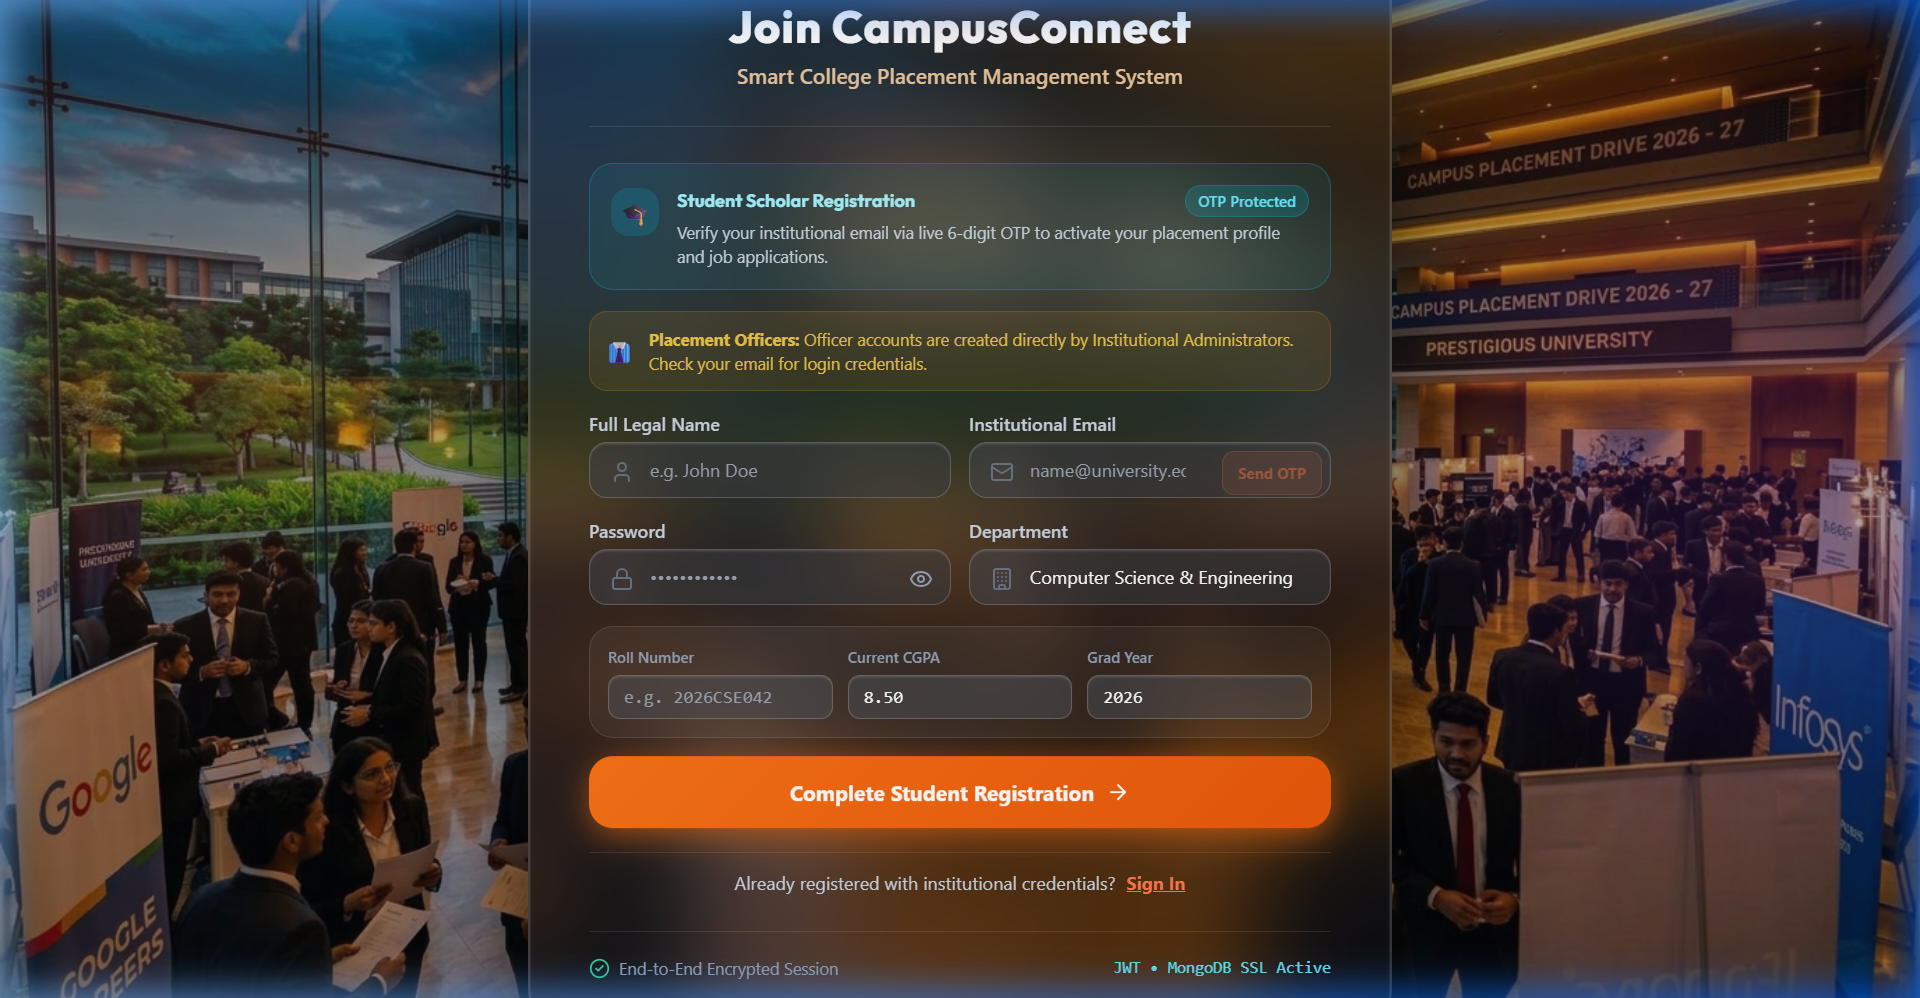 Join CampusConnect
Smart College Placement Management System
Student Scholar Registration
OTP Protected
Verify your institutional email via live 6-digit OTP to activate your placement profile
and job applications.
Placement Officers: Officer accounts are created directly by Institutional Administrators.
Check your email for login credentials.
Full Legal Name
Institutional Email
e.g. John Doe
name@university.ec
Send OTP
Password
Department
Computer Science & Engineering
Roll Number
Current CGPA
Grad Year
e.g. 2026CSE042
8.50
2026
Complete Student Registration →
Already registered with institutional credentials? Sign In
End-to-End Encrypted Session
JWT • MongoDB SSL Active
CAMPUS PLACEMENT DRIVE 2026 - 27
CAMPUS PLACEMENT DRIVE 2026 - 27
PRESTIGIOUS UNIVERSITY
Google
GOOGLE
Infosys